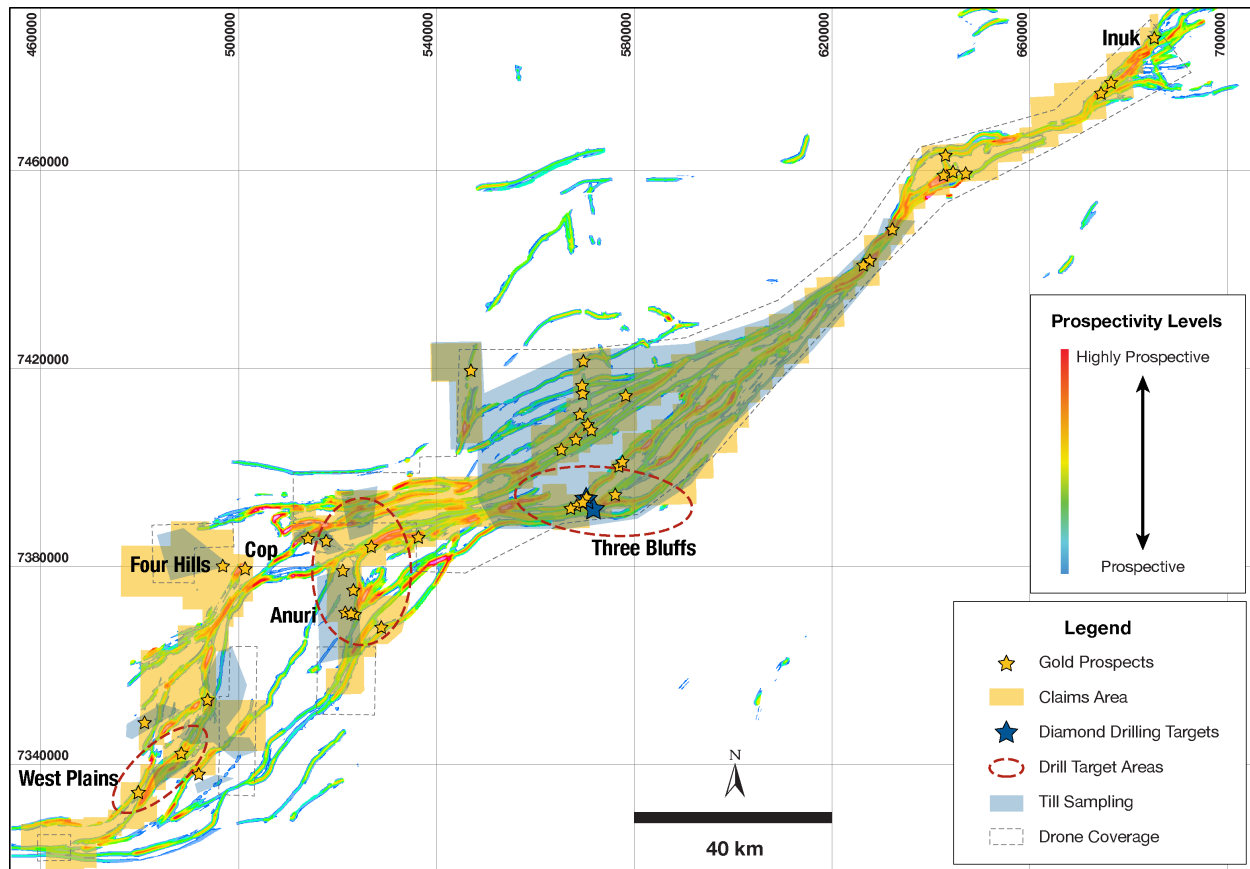 460000
500000
540000
580000
620000
660000
700000
Inuk
7460000
Prospectivity Levels
Highly Prospective
7420000
Three Bluffs
Cop
7380000
Four Hills
Prospective
Anuri
Legend
Gold Prospects
Claims Area
Diamond Drilling Targets
7340000
West Plains
N
Drill Target Areas
Till Sampling
40 km
Drone Coverage